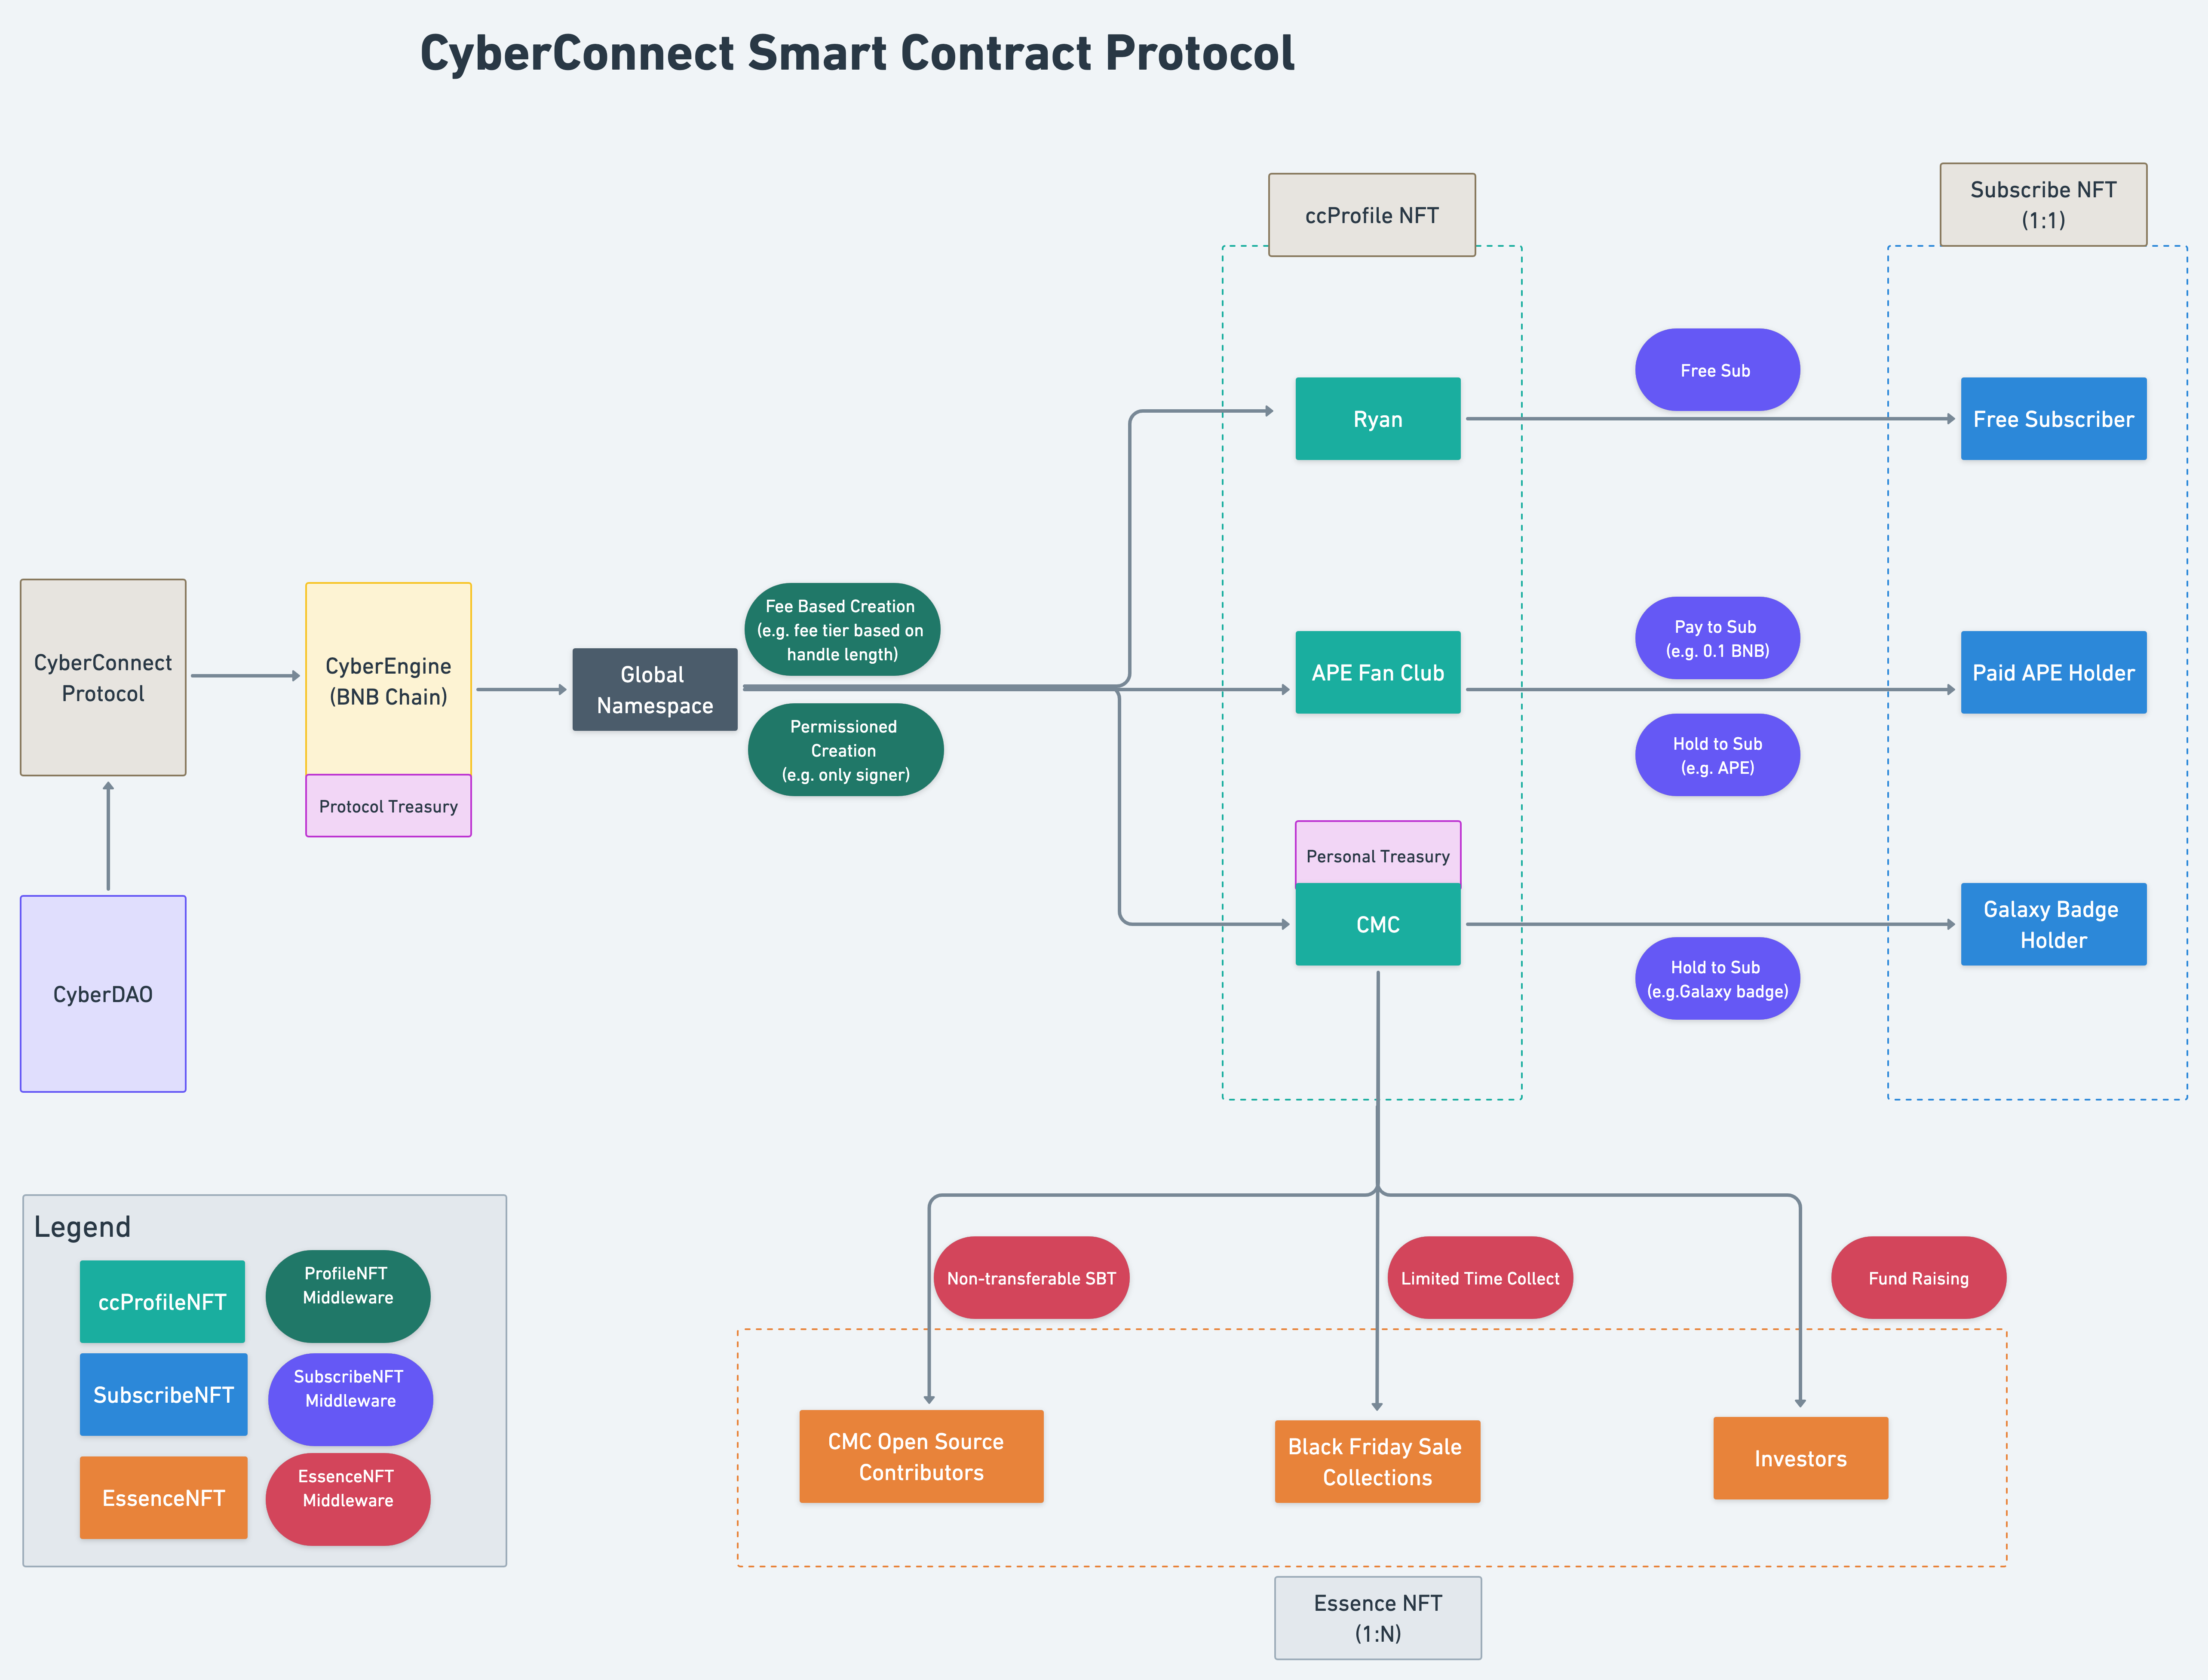 CyberConnect Smart Contract Protocol
ccProfile NFT
Subscribe NFT
(1:1)
Free Sub
Ryan
Free Subscriber
CyberConnect
Protocol
CyberEngine
(BNB Chain)
Protocol Treasury
Global
Namespace
Fee Based Creation
(e.g. fee tier based on
handle length)
Permissioned
Creation
(e.g. only signer)
APE Fan Club
Pay to Sub
(e.g. 0.1 BNB)
Hold to Sub
(e.g. APE)
Paid APE Holder
Personal Treasury
CMC
Hold to Sub
(e.g.Galaxy badge)
Galaxy Badge
Holder
CyberDAO
Legend
ccProfileNFT
ProfileNFT
Middleware
SubscribeNFT
SubscribeNFT
Middleware
EssenceNFT
EssenceNFT
Middleware
Non-transferable SBT
Limited Time Collect
Fund Raising
CMC Open Source
Contributors
Black Friday Sale
Collections
Investors
Essence NFT
(1:N)